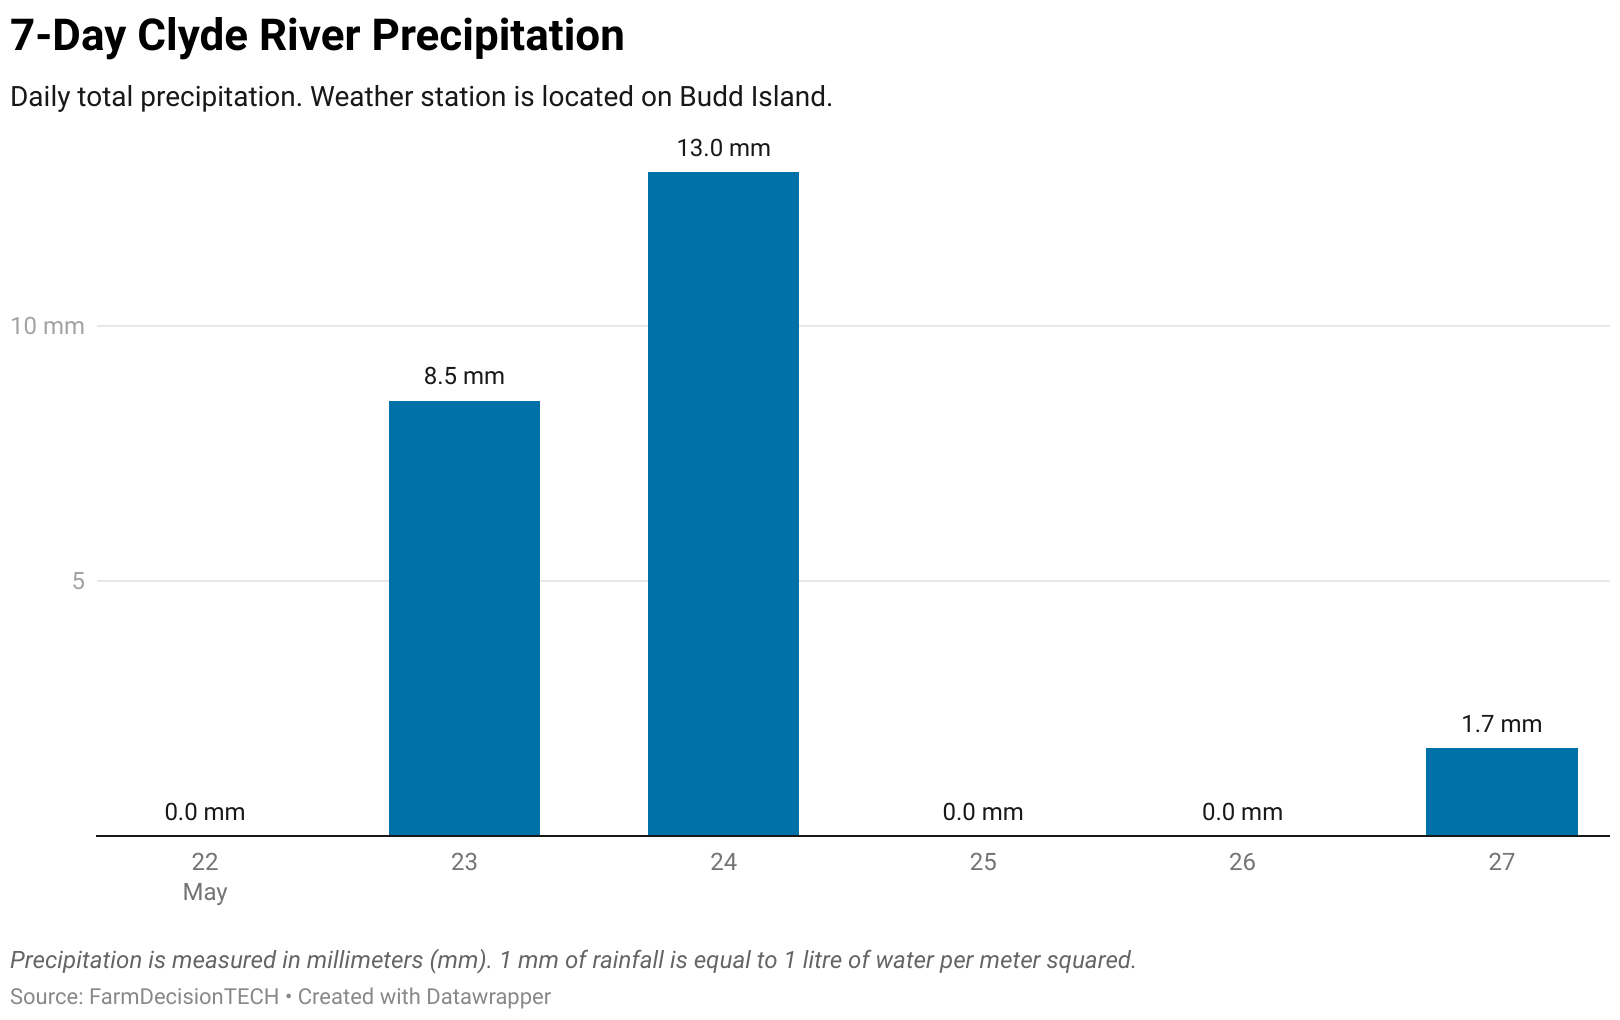 7-Day Clyde River Precipitation
Daily total precipitation. Weather station is located on Budd Island.
13.0 mm
10 mm
8.5 mm
5
1.7 mm
0.0 mm
0.0 mm
0.0 mm
22
23
24
25
26
27
May
Precipitation is measured in millimeters (mm). 1 mm of rainfall is equal to 1 litre of water per meter squared.
Source: FarmDecisionTECH • Created with Datawrapper